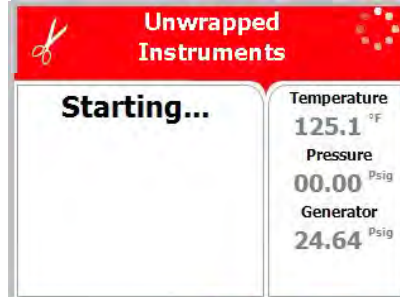 Unwrapped
Instruments
Starting...
Temperature
125.1 °F
Pressure
00.00 Psig
Generator
24.64 Psig